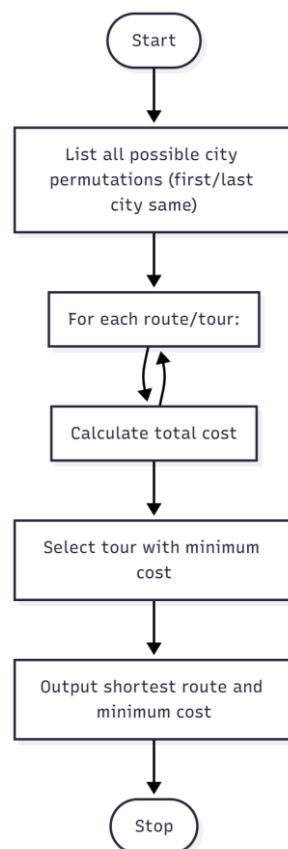 Start
List all possible city
permutations (first/last
city same)
For each route/tour:
Calculate total cost
Select tour with minimum
cost
Output shortest route and
minimum cost
Stop